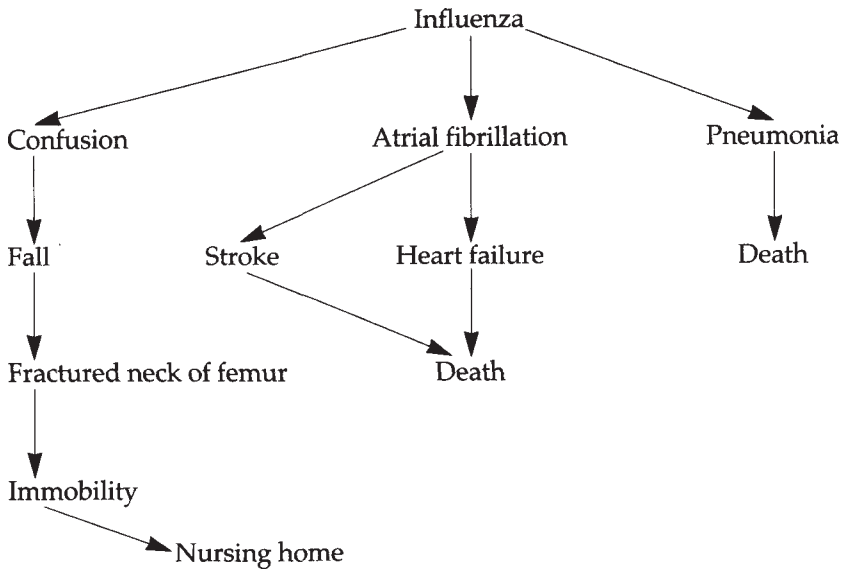 Influenza
Confusion
Atrial fibrillation
Pneumonia
Fall
Stroke
Heart failure
Death
Fractured neck of femur
Death
Immobility
Nursing home